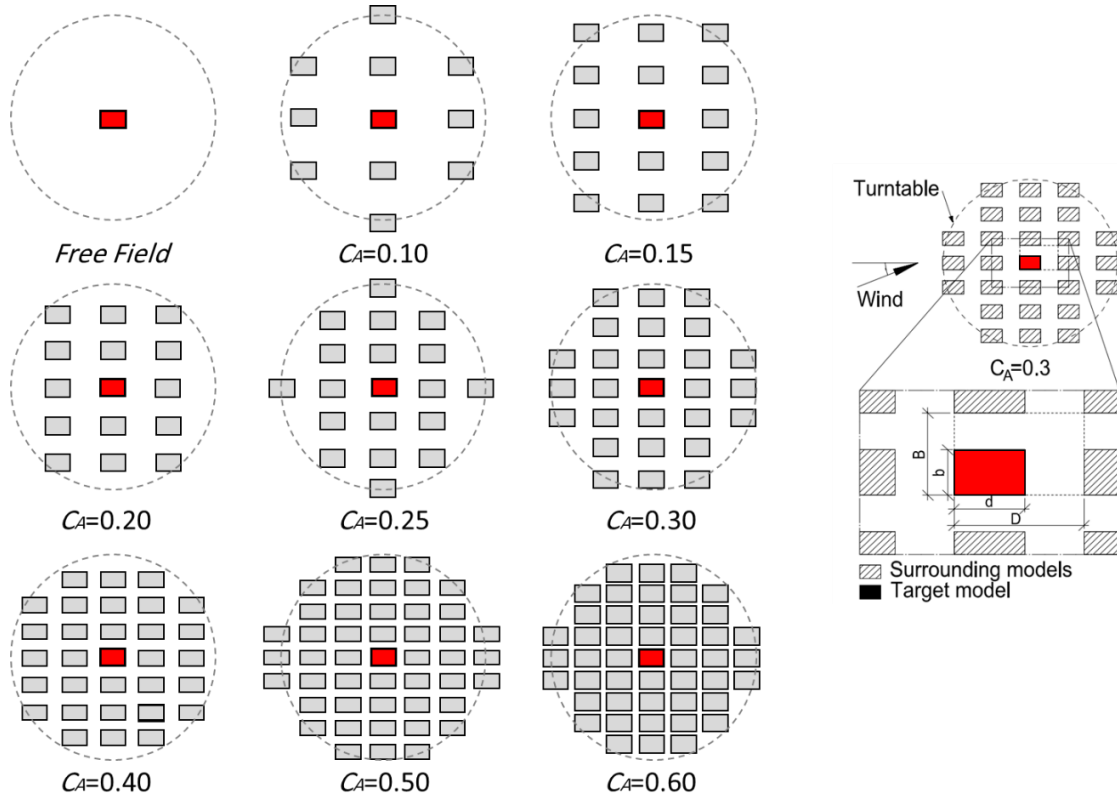 Free Field
CA=0.10
CA=0.15
CA=0.20
CA=0.25
CA=0.30
CA=0.40
CA=0.50
CA=0.60
Turntable
Wind
CA=0.3
B
b
d
D
Surrounding models
Target model